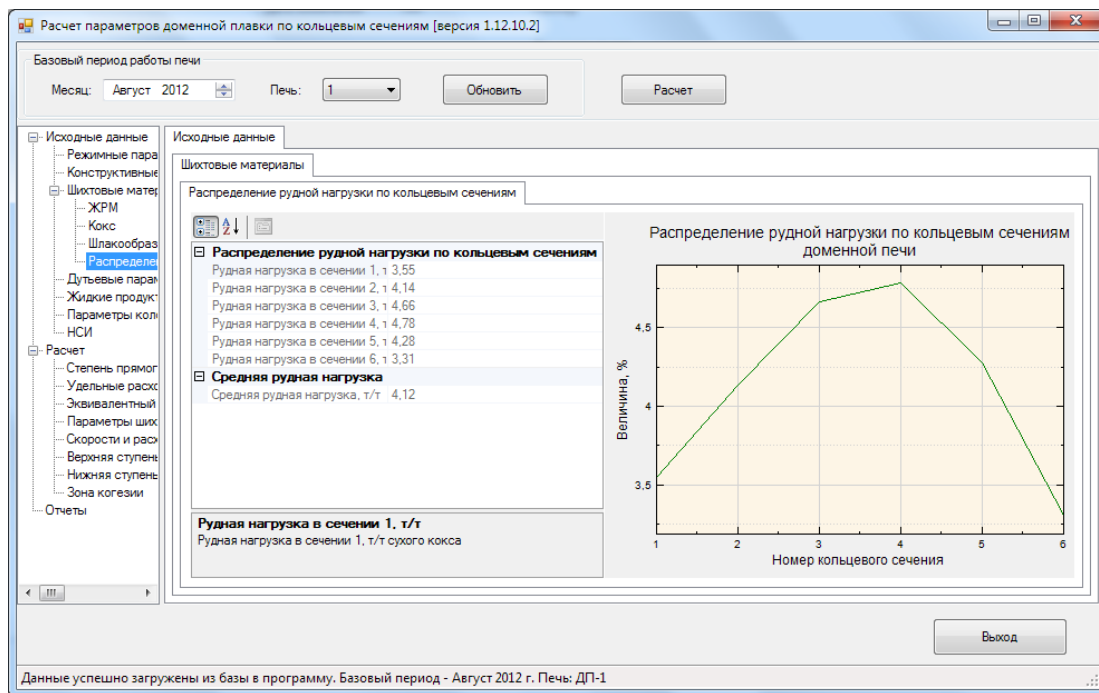 Расчет параметров доменной плавки по кольцевым сечениям [версия 1.12.10.2]
Базовый период работы печи
Месяц: Август 2012 Печь: 1 Обновить Расчет
Исходные данные
Режимные пара
Конструктивные
Шихтовые матер
ЖРМ
Кокс
Шлакообраз
Распределе
Дутьевые парам
Жидкие продукт
Параметры коло
НСИ
Расчет
Степень прямог
Удельные расхо
Эквивалентный
Параметры ших
Скорости и расх
Верхняя ступень
Нижняя ступень
Зона когезии
Отчеты
Исходные данные
Шихтовые материалы
Распределение рудной нагрузки по кольцевым сечениям
Распределение рудной нагрузки по кольцевым сечениям
Рудная нагрузка в сечении 1, т 3,55
Рудная нагрузка в сечении 2, т 4,14
Рудная нагрузка в сечении 3, т 4,66
Рудная нагрузка в сечении 4, т 4,78
Рудная нагрузка в сечении 5, т 4,28
Рудная нагрузка в сечении 6, т 3,31
Средняя рудная нагрузка
Средняя рудная нагрузка, т/т 4,12
Рудная нагрузка в сечении 1, т/т
Рудная нагрузка в сечении 1, т/т сухого кокса
Распределение рудной нагрузки по кольцевым сечениям
доменной печи
Величина, %
4,5
4
3,5
1 2 3 4 5 6
Номер кольцевого сечения
Выход
Данные успешно загружены из базы в программу. Базовый период - Август 2012 г. Печь: ДП-1